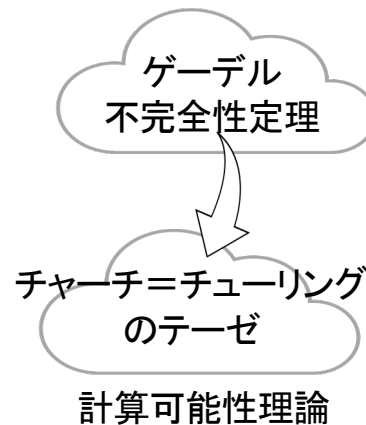 ゲーデル
不完全性定理
チャーチ＝チューリング
のテーゼ
計算可能性理論